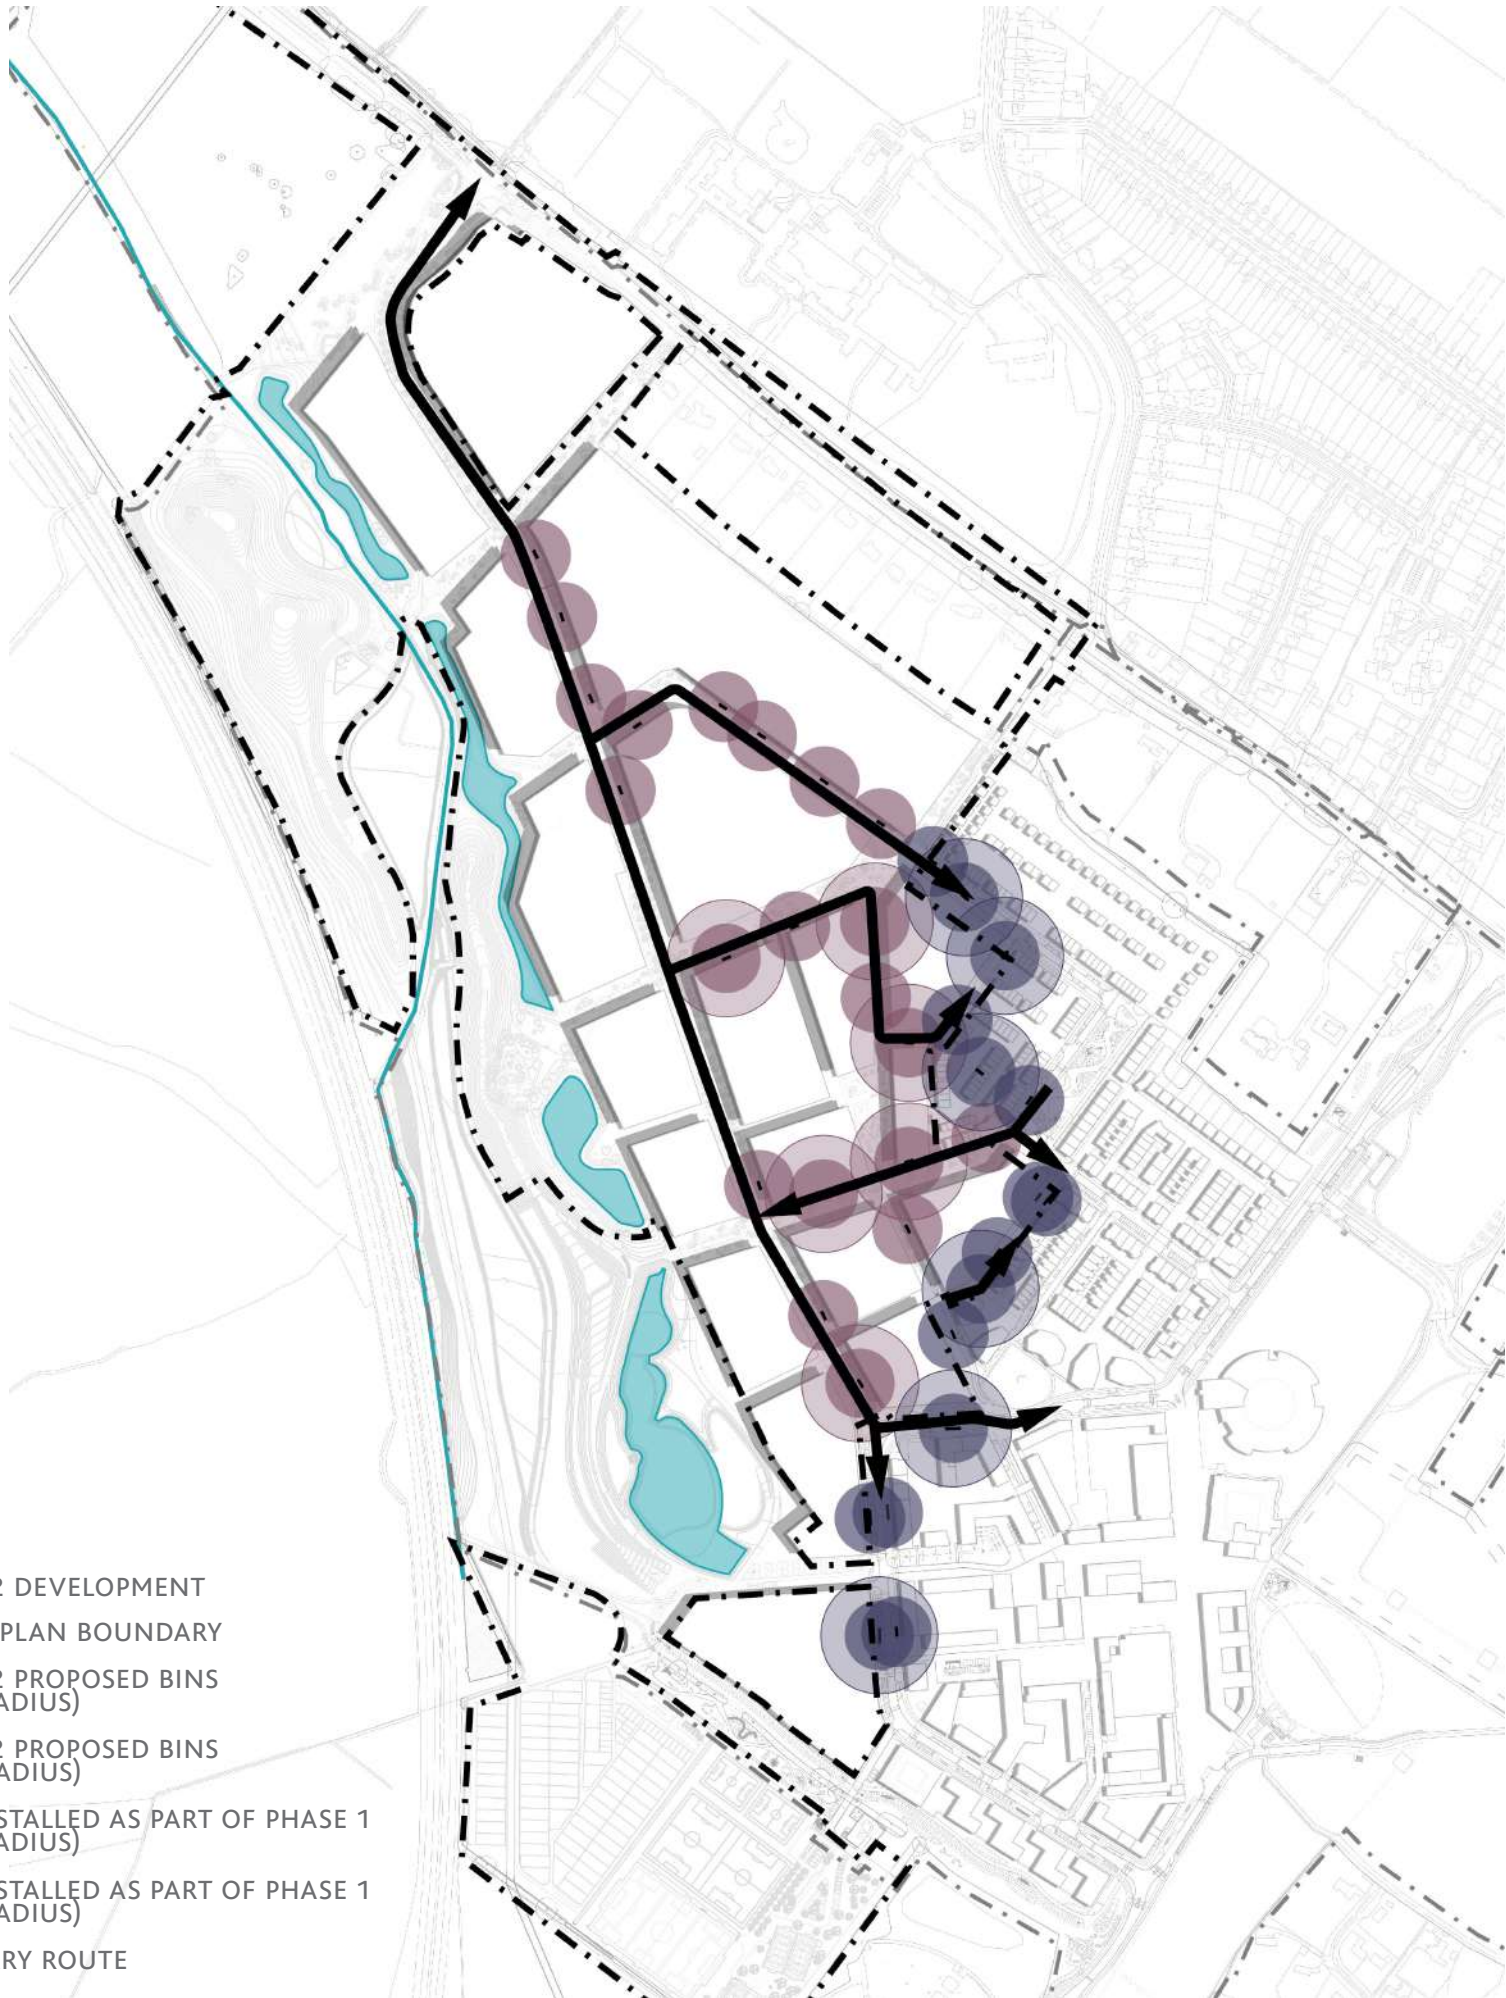 2 DEVELOPMENT
PLAN BOUNDARY
2 PROPOSED BINS
ADIUS)
2 PROPOSED BINS
ADIUS)
STALLED AS PART OF PHASE 1
ADIUS)
STALLED AS PART OF PHASE 1
ADIUS)
RY ROUTE